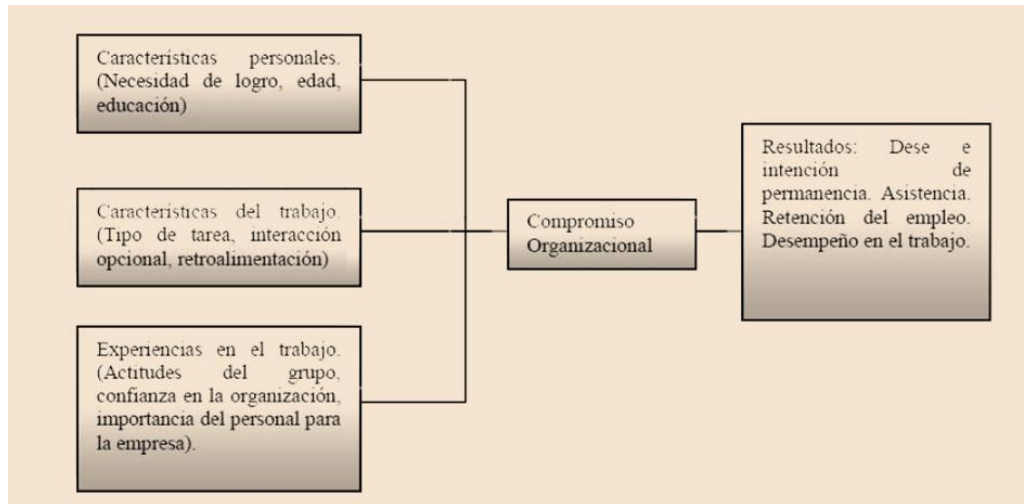 Características personales.
(Necesidad de logro, edad,
educación)
Características del trabajo.
(Tipo de tarea, interacción
opcional, retroalimentación)
Experiencias en el trabajo.
(Actitudes del grupo,
confianza en la organización,
importancia del personal para
la empresa).
Compromiso
Organizacional
Resultados: Dese e
intención de
permanencia. Asistencia.
Retención del empleo.
Desempeño en el trabajo.